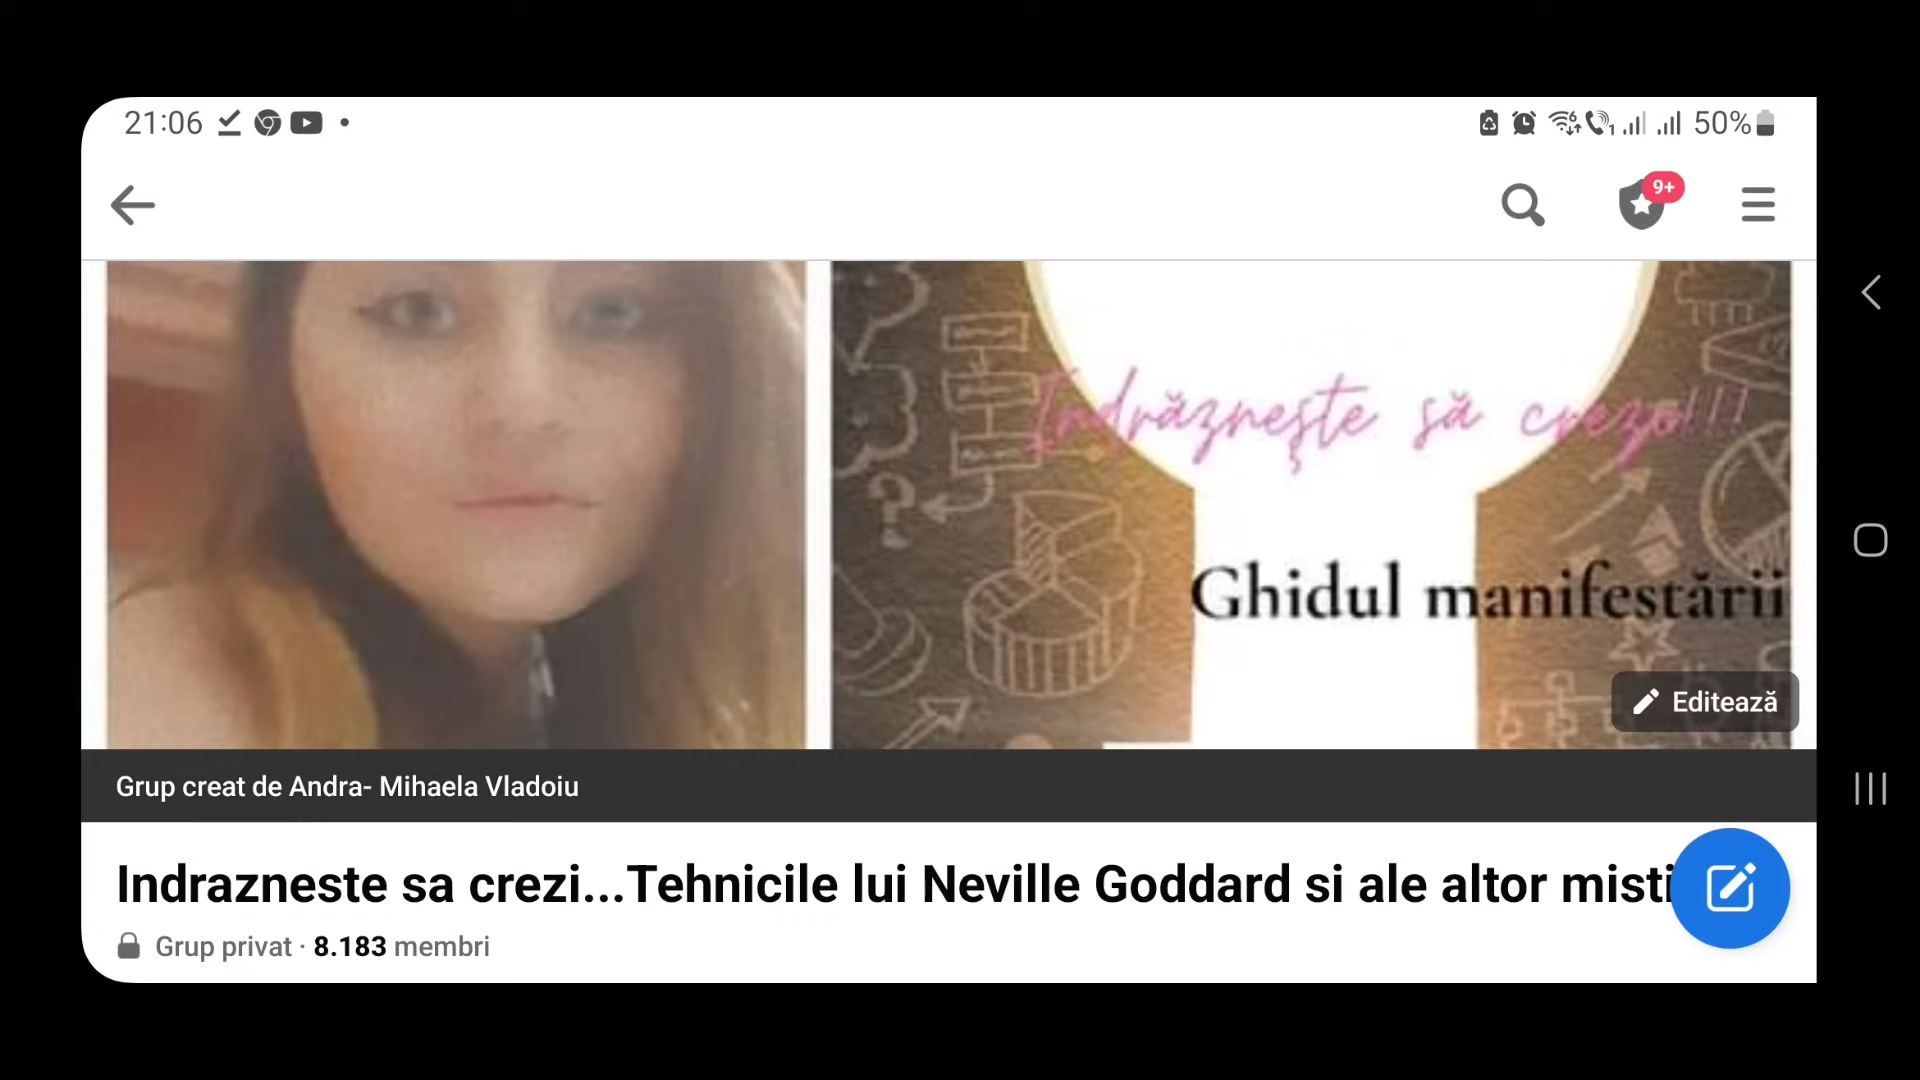 21:06
50%
9+
Indrăznește să crezi!!!
Ghidul manifestării
Editează
Grup creat de Andra- Mihaela Vladoiu
Indrazneste sa crezi...Tehnicile lui Neville Goddard si ale altor misti
Grup privat · 8.183 membri